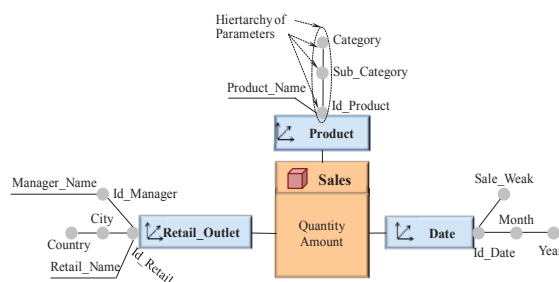 Hiertarchy of
Parameters
Category
Sub_Category
Product_Name
Id_Product
Product
Sales
Manager_Name
Id_Manager
Sale_Weak
City
Retail_Outlet
Quantity
Amount
Date
Month
Country
Id_Retail
Id_Date
Year
Retail_Name